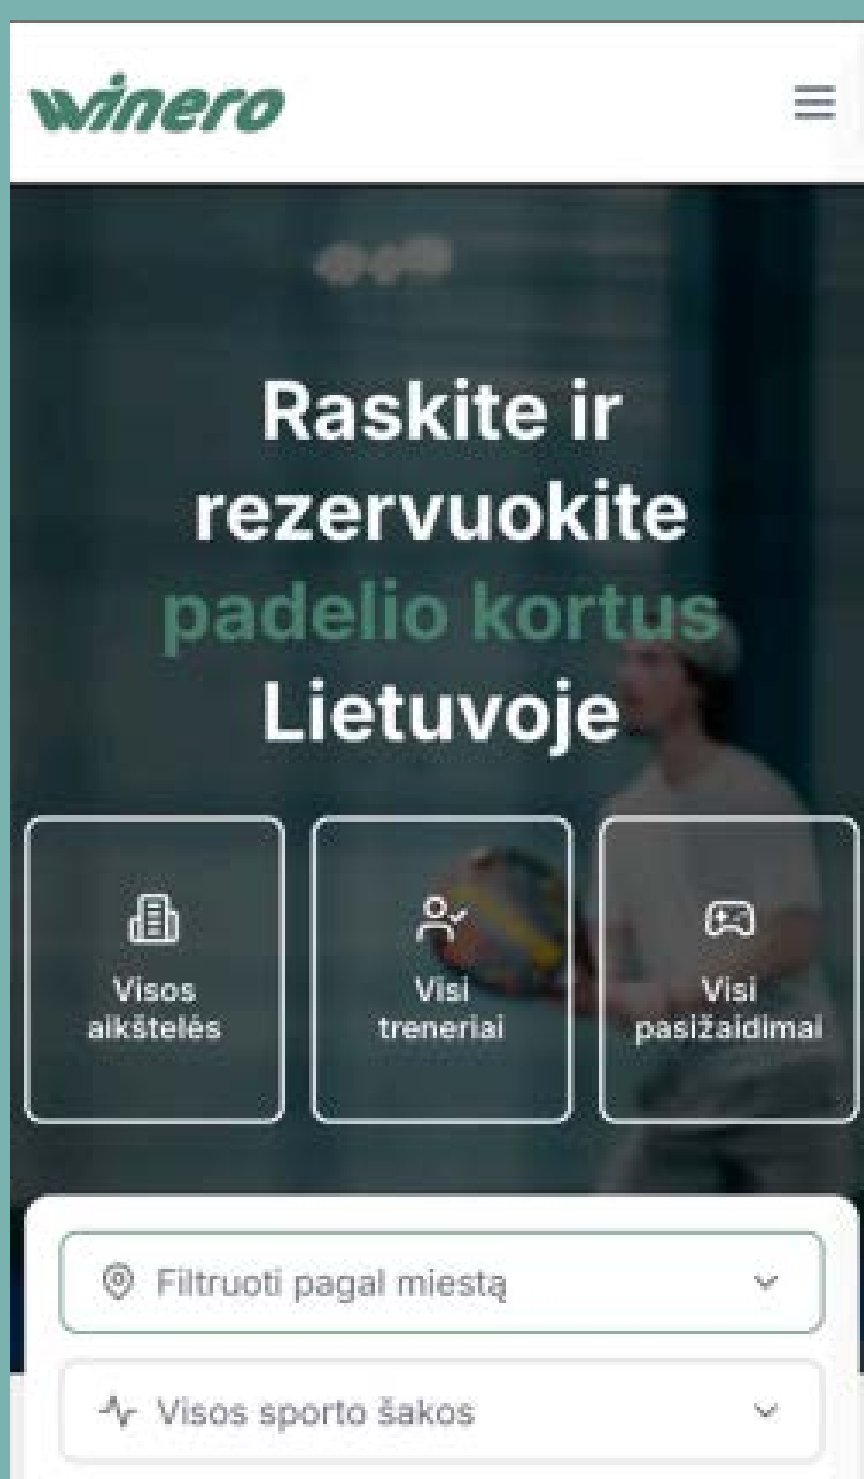 winero
Raskite ir
rezervuokite
padelio kortus
Lietuvoje
Visos
aikštelės
Visi
treneriai
Visi
pasižaidimai
Filtruoti pagal miestą
Visos sporto šakos